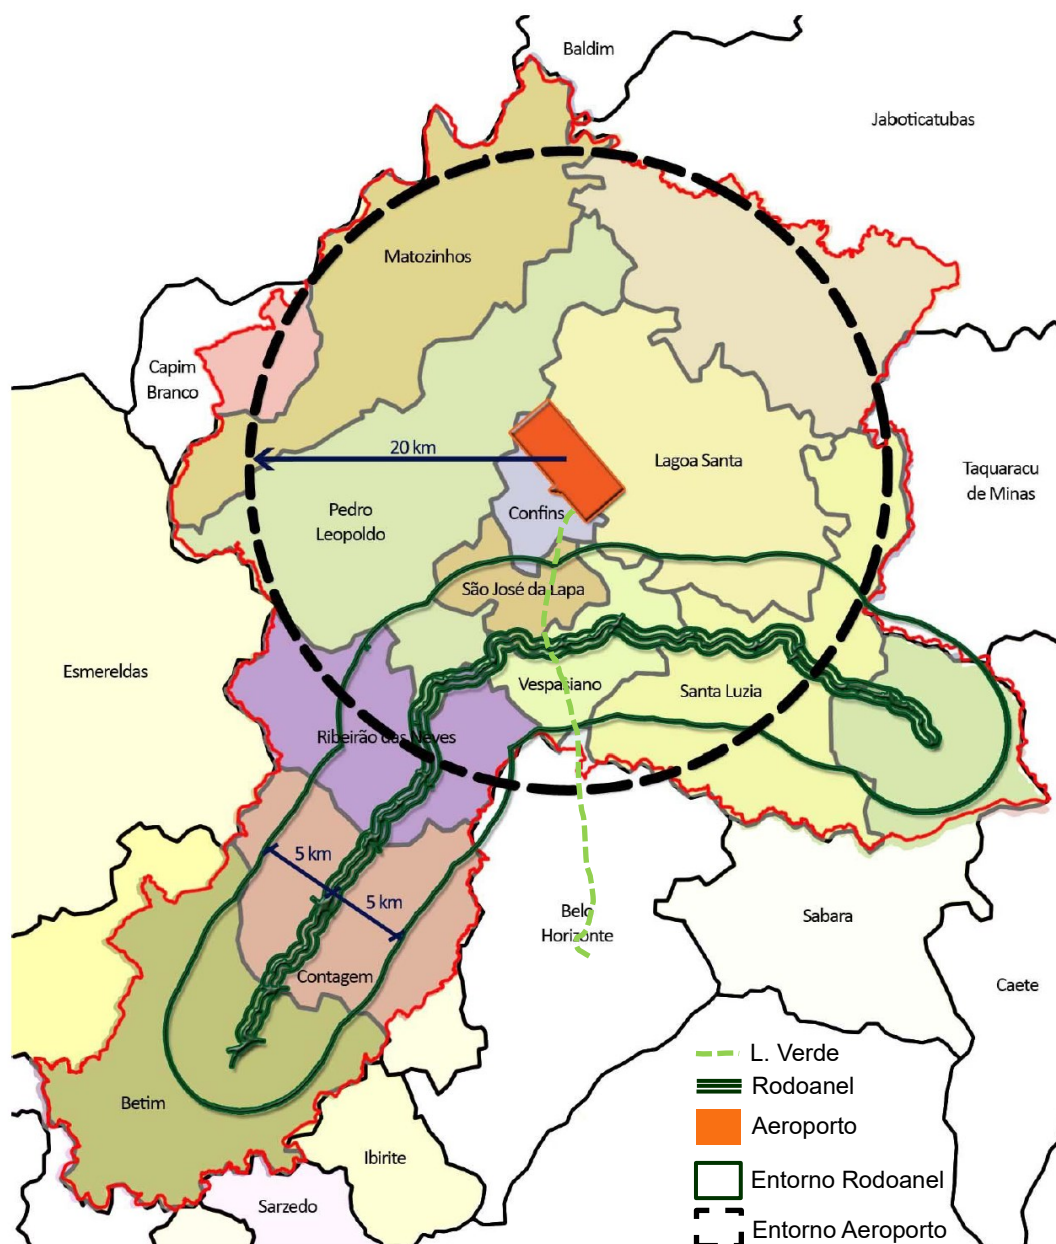 Baldim
Jaboticatubas
Matozinhos
Capim
Branco
20 km
Lagoa Santa
Taquaracu
de Minas
Pedro
Leopoldo
Confins
São José da Lapa
Esmereldas
Vespasiano
Santa Luzia
Ribeirão das Neves
5 km
5 km
Belo
Horizonte
Sabara
Contagem
Caete
Betim
Ibirite
Sarzedo
L. Verde
Rodoanel
Aeroporto
Entorno Rodoanel
Entorno Aeroporto